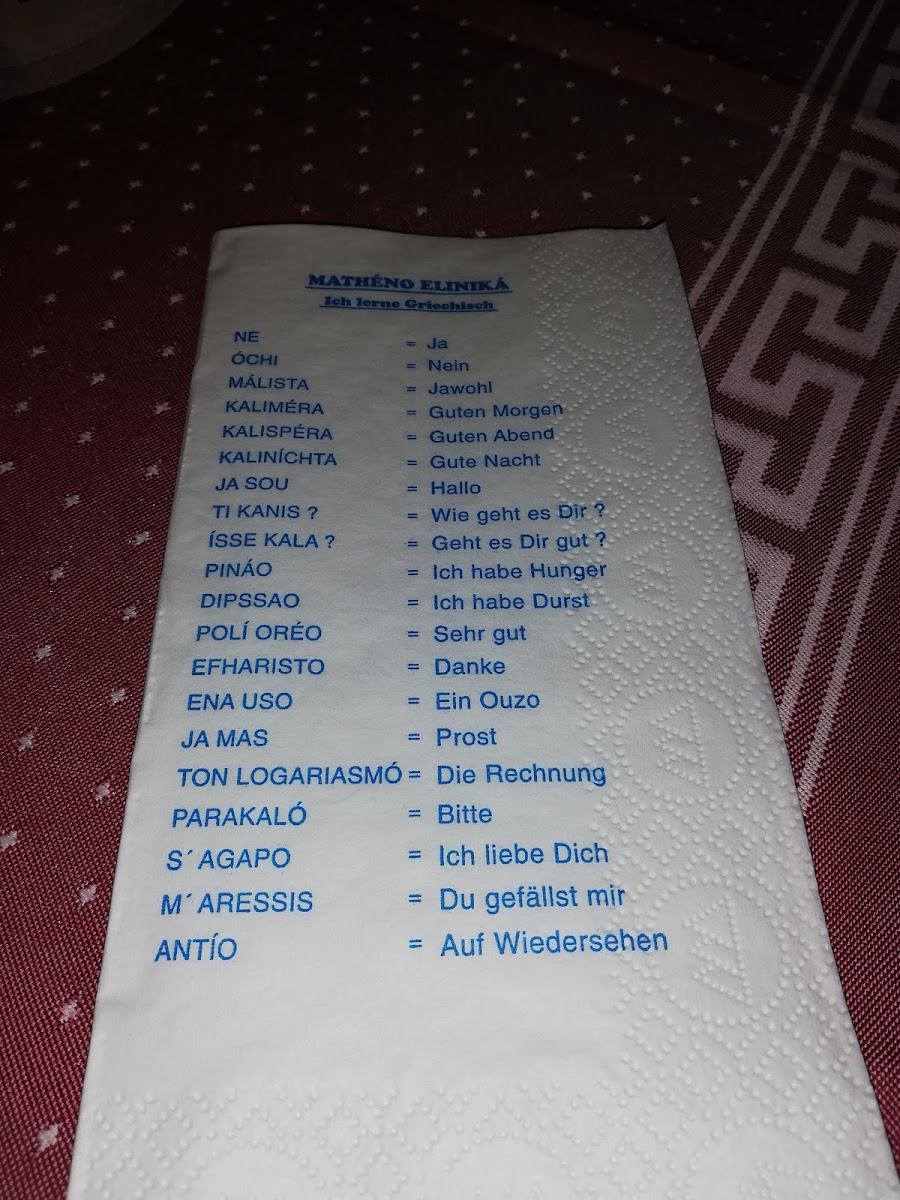 MATHÉNO ELINIKÁ
Ich lerne Griechisch
NE = Ja
ÓCHI = Nein
MÁLISTA = Jawohl
KALIMÉRA = Guten Morgen
KALISPÉRA = Guten Abend
KALINÍCHTA = Gute Nacht
JA SOU = Hallo
TI KANIS ? = Wie geht es Dir ?
ÍSSE KALA ? = Geht es Dir gut ?
PINÁO = Ich habe Hunger
DIPSSAO = Ich habe Durst
POLÍ ORÉO = Sehr gut
EFHARISTO = Danke
ENA USO = Ein Ouzo
JA MAS = Prost
TON LOGARIASMÓ = Die Rechnung
PARAKALÓ = Bitte
S´ AGAPO = Ich liebe Dich
M´ ARESSIS = Du gefällst mir
ANTÍO = Auf Wiedersehen